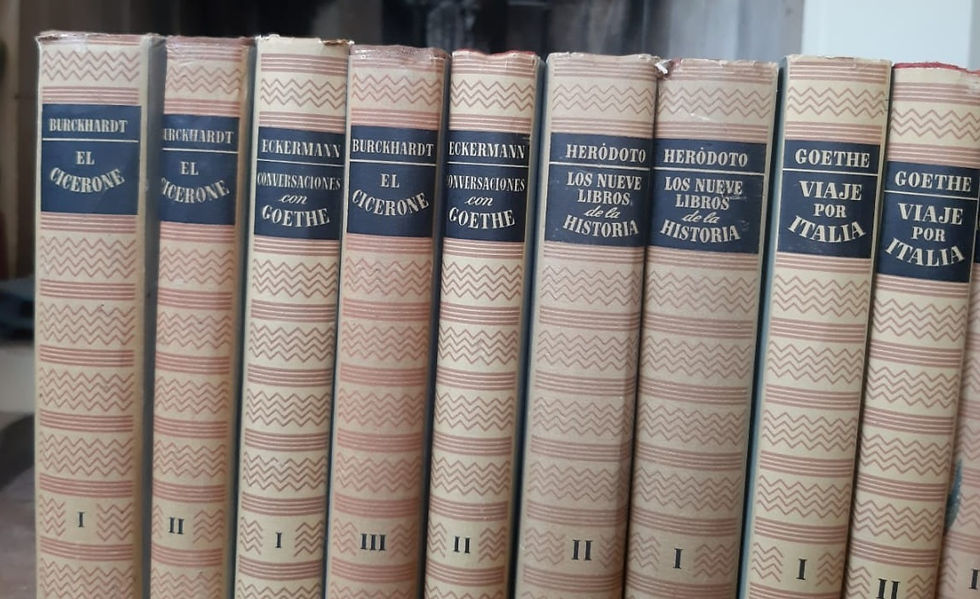 BURCKHARDT
EL
CICERONE
I
BURCKHARDT
EL
CICERONE
II
ECKERMANN
CONVERSACIONES
con
GOETHE
I
BURCKHARDT
EL
CICERONE
III
ECKERMANN
CONVERSACIONES
con
GOETHE
II
HERÓDOTO
LOS NUEVE
LIBROS
de la
HISTORIA
II
HERÓDOTO
LOS NUEVE
LIBROS
de la
HISTORIA
I
GOETHE
VIAJE
POR
ITALIA
I
GOETHE
VIAJE
POR
ITALIA
II